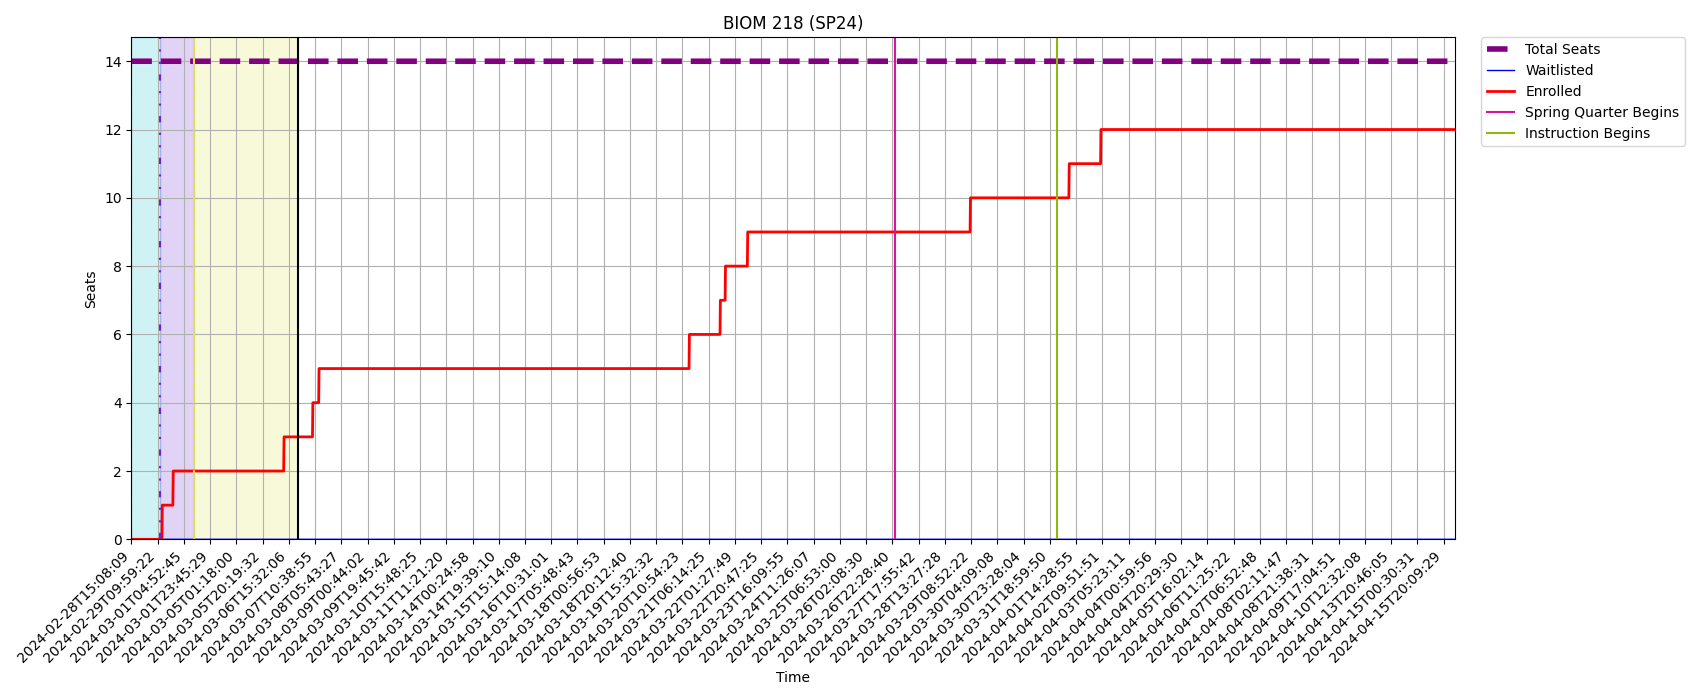 BIOM 218 (SP24)
Total Seats
Waitlisted
Enrolled
Spring Quarter Begins
Instruction Begins
Seats
14
12
10
8
6
4
2
0
2024-02-28T15:08:09
2024-02-29T09:59:22
2024-03-01T04:52:45
2024-03-01T23:45:29
2024-03-05T01:18:00
2024-03-05T20:19:32
2024-03-06T15:32:06
2024-03-07T10:38:55
2024-03-08T05:43:27
2024-03-09T00:44:02
2024-03-09T19:45:42
2024-03-10T15:48:25
2024-03-11T11:21:20
2024-03-14T00:24:58
2024-03-14T19:39:10
2024-03-15T15:14:08
2024-03-16T10:31:01
2024-03-17T05:48:43
2024-03-18T00:56:53
2024-03-18T20:12:40
2024-03-19T15:32:32
2024-03-20T10:54:23
2024-03-21T06:14:25
2024-03-22T01:27:49
2024-03-22T20:47:25
2024-03-23T16:09:55
2024-03-24T11:26:07
2024-03-25T06:53:00
2024-03-26T02:08:30
2024-03-26T22:28:40
2024-03-27T17:55:42
2024-03-28T13:27:28
2024-03-29T08:52:22
2024-03-30T04:09:08
2024-03-30T23:28:04
2024-03-31T18:59:50
2024-04-01T14:28:55
2024-04-02T09:51:51
2024-04-03T05:23:11
2024-04-04T00:59:56
2024-04-04T20:29:30
2024-04-05T16:02:14
2024-04-06T11:25:22
2024-04-07T06:52:48
2024-04-08T02:11:47
2024-04-08T21:38:31
2024-04-09T17:04:51
2024-04-10T12:32:08
2024-04-13T20:46:05
2024-04-15T00:30:31
2024-04-15T20:09:29
Time